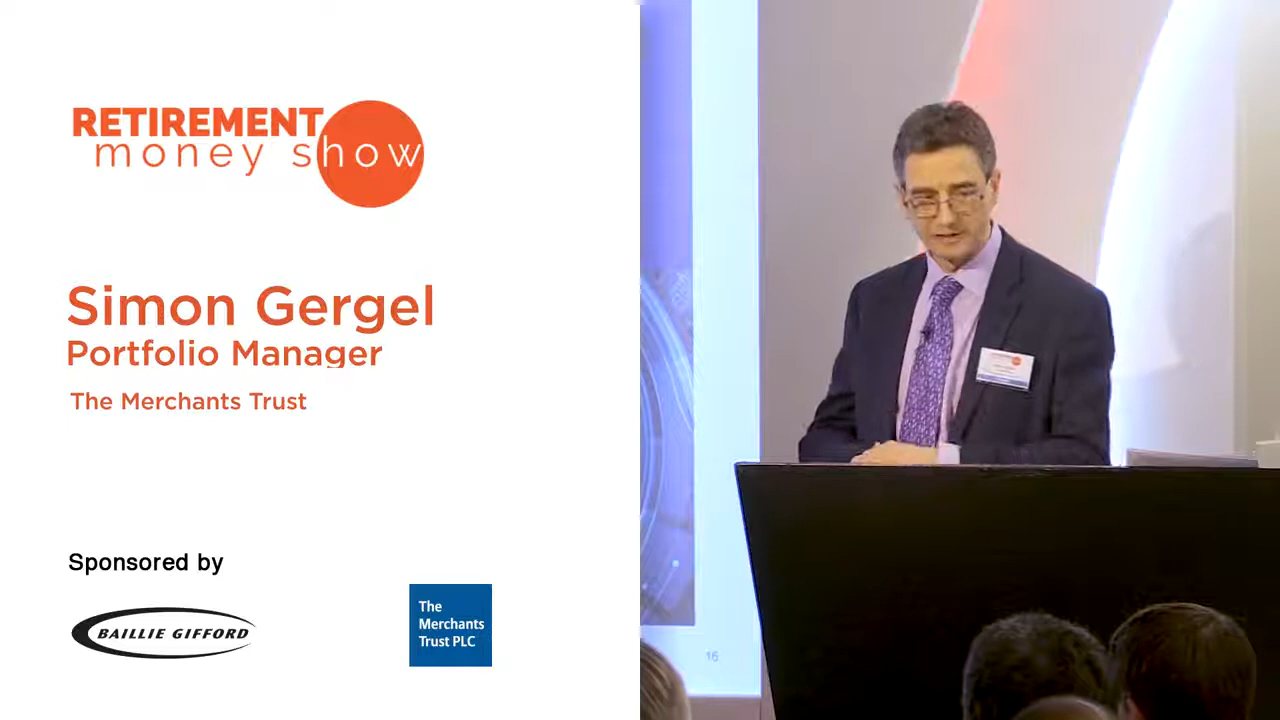 RETIREMENT
money show
Simon Gergel
Portfolio Manager
The Merchants Trust
Sponsored by
BAILLIE GIFFORD
The
Merchants
Trust PLC
16